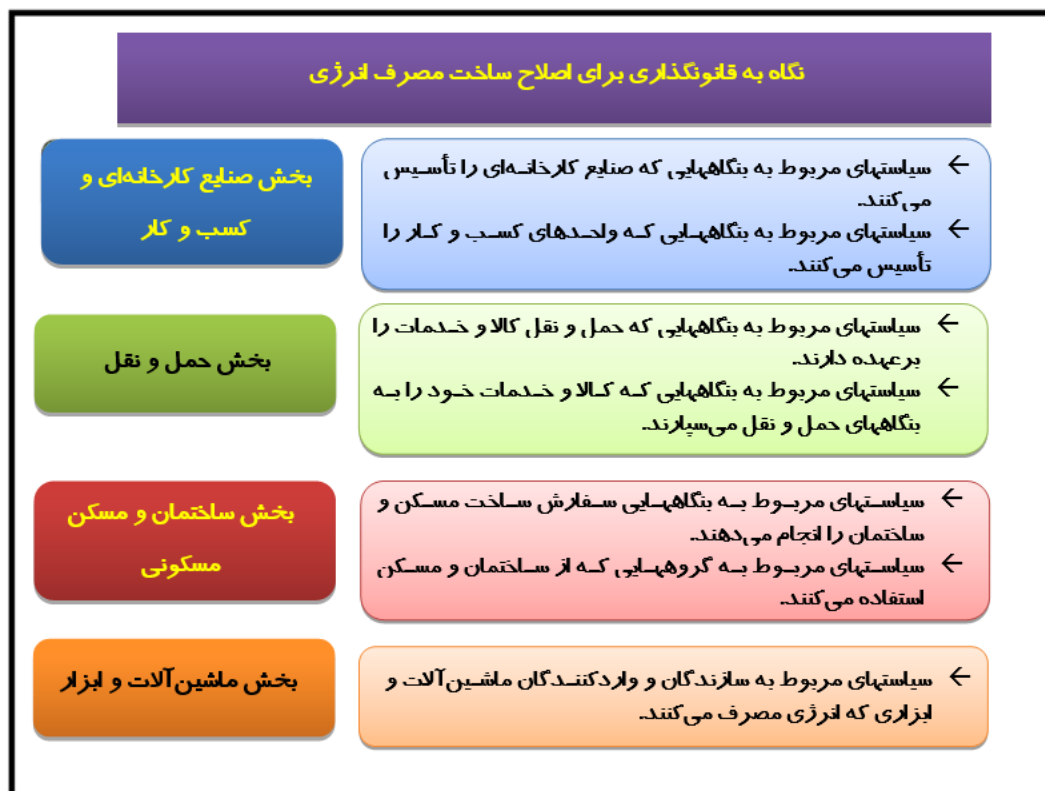 نگاه به قانونگذاری برای اصلاح ساخت مصرف انرژی
بخش صنایع کارخانه‌ای و
کسب و کار
← سیاستهای مربوط به بنگاههایی که صنایع کارخانه‌ای را تأسیس
می‌کنند.
← سیاستهای مربوط به بنگاههایی که واحدهای کسب و کار را
تأسیس می‌کنند.
بخش حمل و نقل
← سیاستهای مربوط به بنگاههایی که حمل و نقل کالا و خدمات را
برعهده دارند.
← سیاستهای مربوط به بنگاههایی که کالا و خدمات خود را به
بنگاههای حمل و نقل می‌سپارند.
بخش ساختمان و مسکن
مسکونی
← سیاستهای مربوط به بنگاههایی سفارش ساخت مسکن و
ساختمان را انجام می‌دهند.
← سیاستهای مربوط به گروههایی که از ساختمان و مسکن
استفاده می‌کنند.
بخش ماشین‌آلات و ابزار
← سیاستهای مربوط به سازندگان و واردکنندگان ماشین‌آلات و
ابزاری که انرژی مصرف می‌کنند.